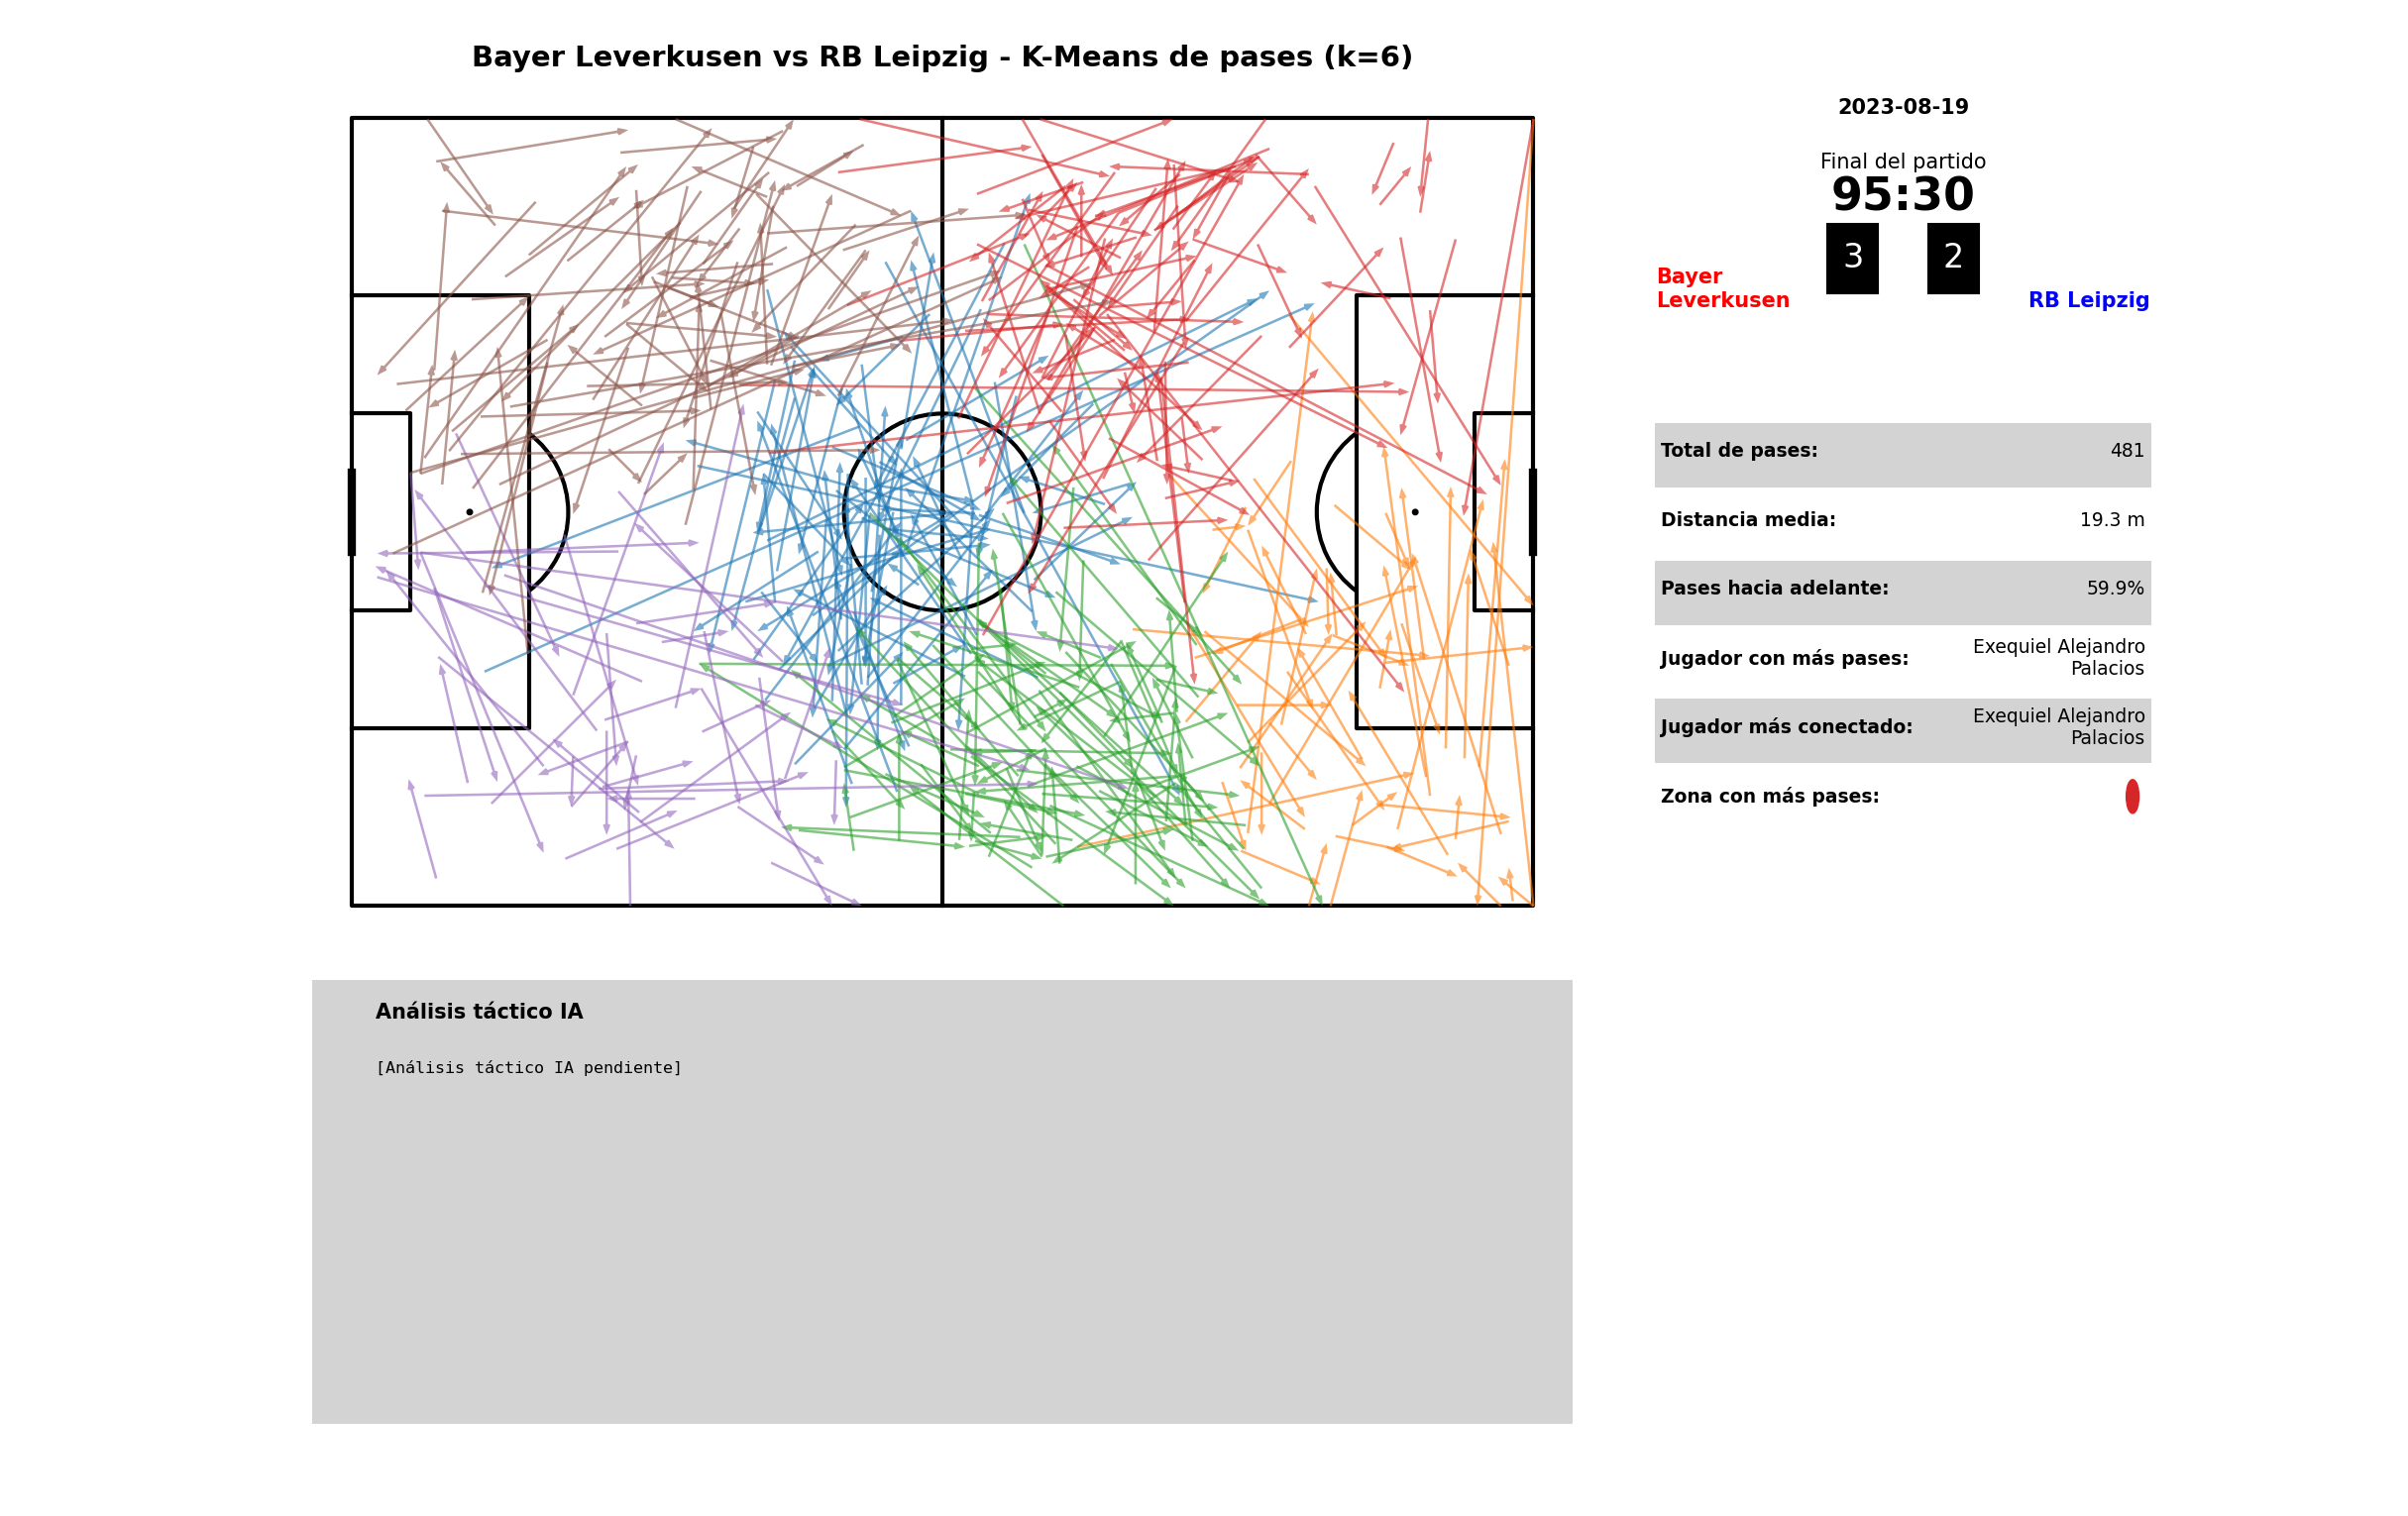 Bayer Leverkusen vs RB Leipzig - K-Means de pases (k=6)
2023-08-19
Final del partido
95:30
3 2
Bayer
Leverkusen
RB Leipzig
Total de pases: 481
Distancia media: 19.3 m
Pases hacia adelante: 59.9%
Jugador con más pases: Exequiel Alejandro
Palacios
Jugador más conectado: Exequiel Alejandro
Palacios
Zona con más pases:
Análisis táctico IA
[Análisis táctico IA pendiente]